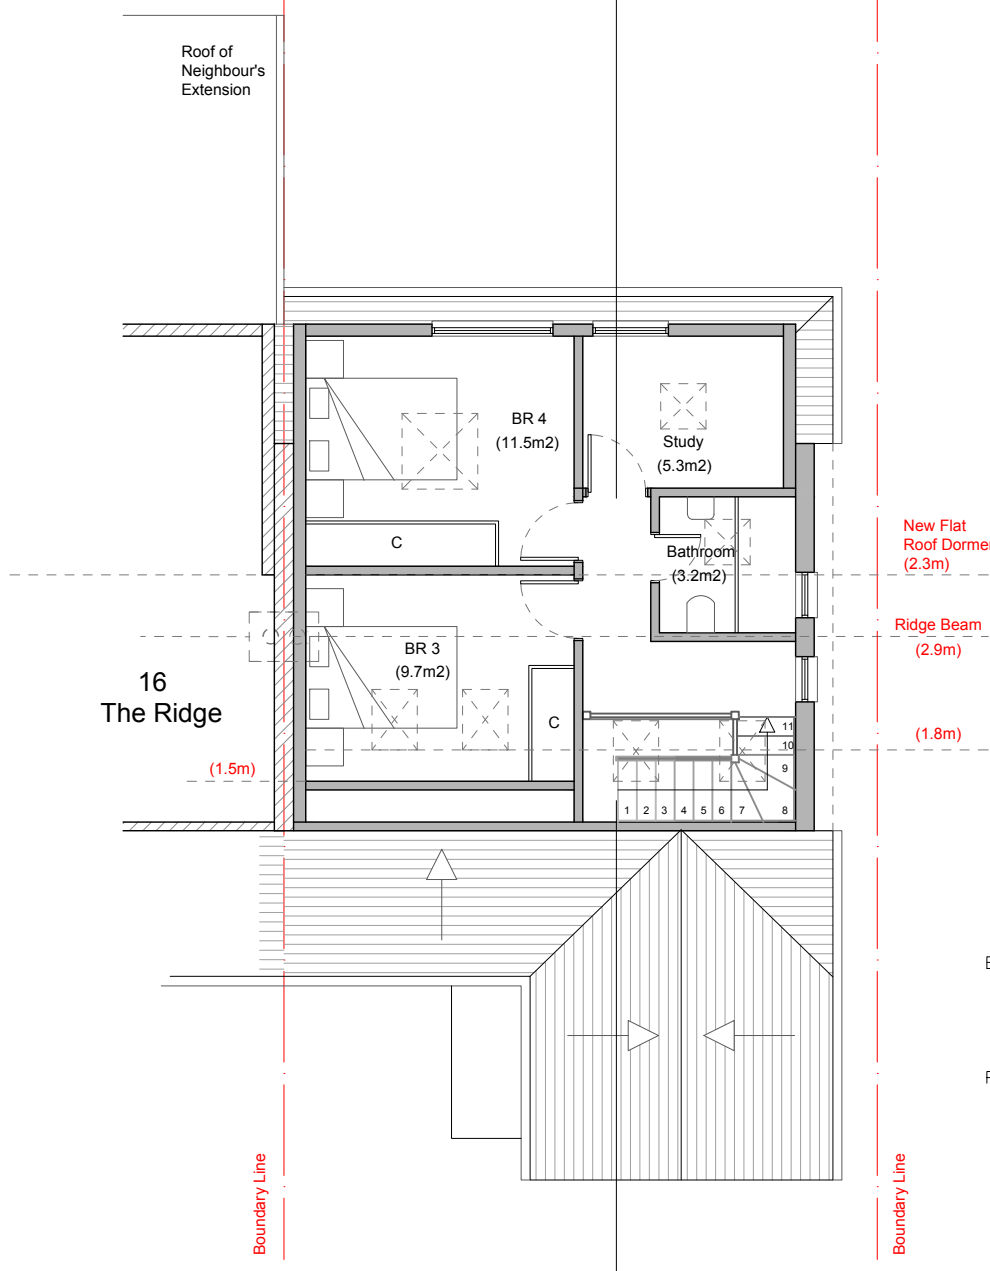 Roof of
Neighbour's
Extension
BR 4
(11.5m2)
Study
(5.3m2)
C
Bathroom
(3.2m2)
New Flat
Roof Dormer
(2.3m)
Ridge Beam
(2.9m)
BR 3
(9.7m2)
C
16
The Ridge
(1.5m)
(1.8m)
11
10
9
1 2 3 4 5 6 7 8
Boundary Line
Boundary Line